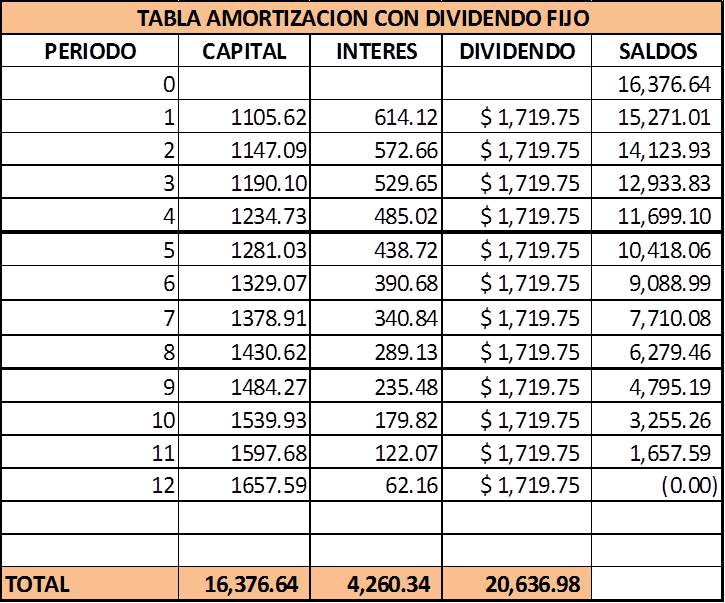 TABLA AMORTIZACION CON DIVIDENDO FIJO
PERIODO CAPITAL INTERES DIVIDENDO SALDOS
0 16,376.64
1 1105.62 614.12 $ 1,719.75 15,271.01
2 1147.09 572.66 $ 1,719.75 14,123.93
3 1190.10 529.65 $ 1,719.75 12,933.83
4 1234.73 485.02 $ 1,719.75 11,699.10
5 1281.03 438.72 $ 1,719.75 10,418.06
6 1329.07 390.68 $ 1,719.75 9,088.99
7 1378.91 340.84 $ 1,719.75 7,710.08
8 1430.62 289.13 $ 1,719.75 6,279.46
9 1484.27 235.48 $ 1,719.75 4,795.19
10 1539.93 179.82 $ 1,719.75 3,255.26
11 1597.68 122.07 $ 1,719.75 1,657.59
12 1657.59 62.16 $ 1,719.75 (0.00)
TOTAL 16,376.64 4,260.34 20,636.98